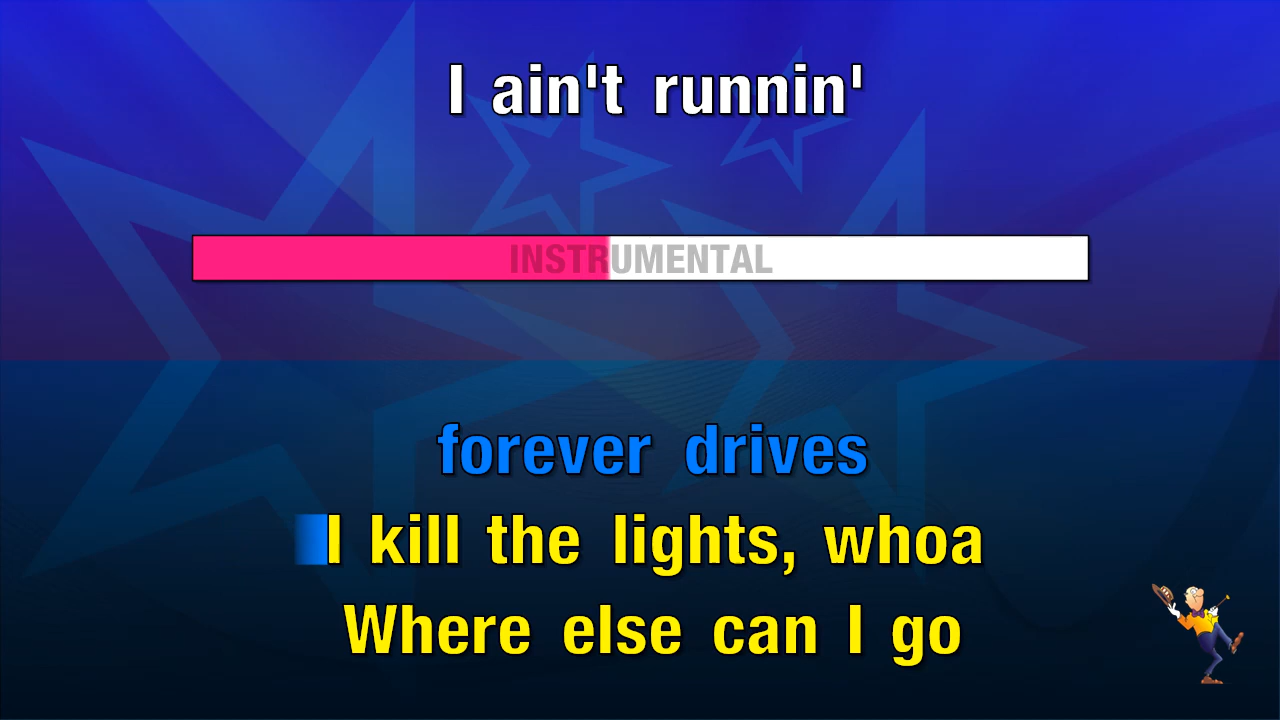 I ain't runnin'
INSTRUMENTAL
forever drives
I kill the lights, whoa
Where else can I go